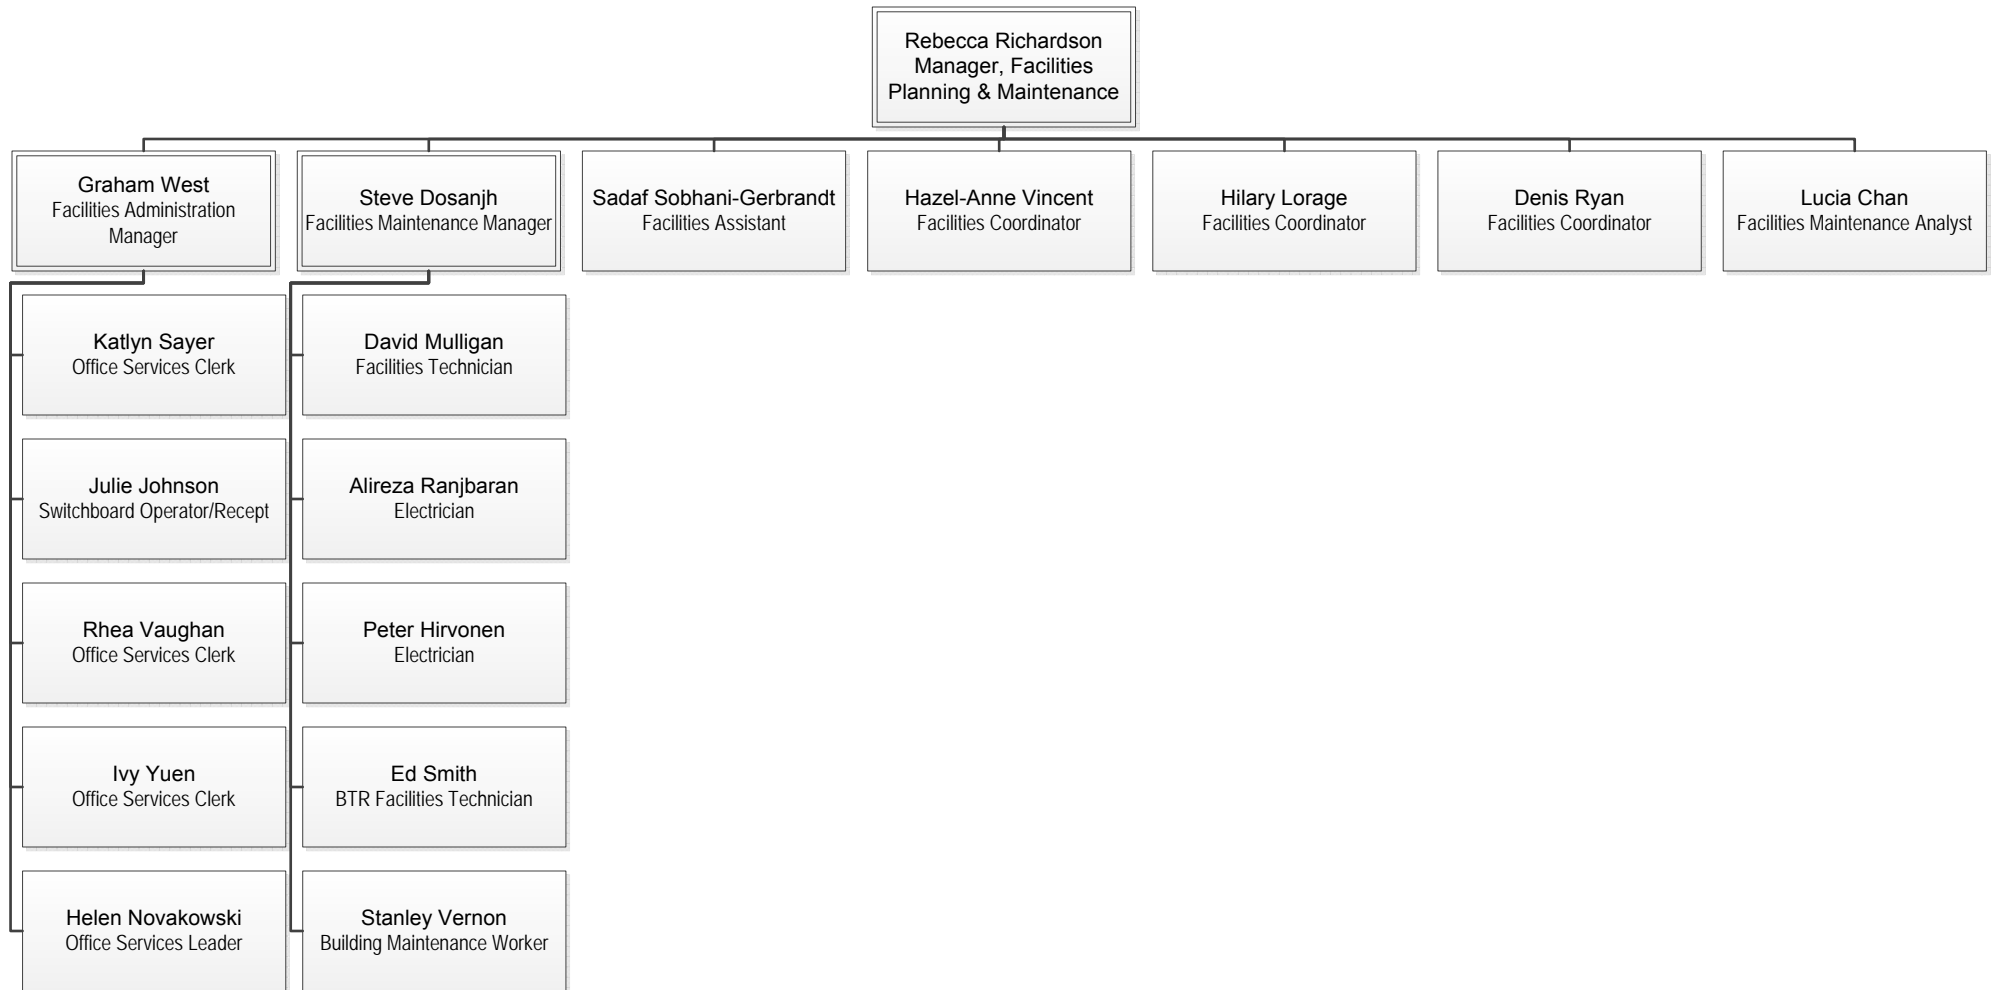 Rebecca Richardson
Manager, Facilities
Planning & Maintenance
Graham West
Facilities Administration
Manager
Steve Dosanjh
Facilities Maintenance Manager
Sadaf Sobhani-Gerbrandt
Facilities Assistant
Hazel-Anne Vincent
Facilities Coordinator
Hilary Lorage
Facilities Coordinator
Denis Ryan
Facilities Coordinator
Lucia Chan
Facilities Maintenance Analyst
Katlyn Sayer
Office Services Clerk
Julie Johnson
Switchboard Operator/Recept
Rhea Vaughan
Office Services Clerk
Ivy Yuen
Office Services Clerk
Helen Novakowski
Office Services Leader
David Mulligan
Facilities Technician
Alireza Ranjbaran
Electrician
Peter Hirvonen
Electrician
Ed Smith
BTR Facilities Technician
Stanley Vernon
Building Maintenance Worker